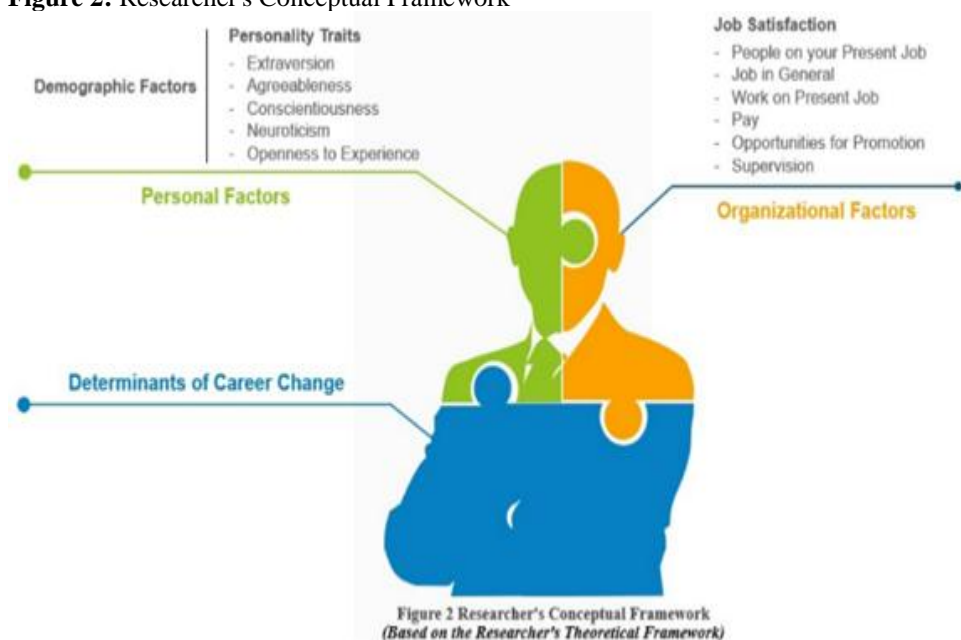 Figure 2: Researcher's Conceptual Framework
Demographic Factors
Personality Traits
- Extraversion
- Agreeableness
- Conscientiousness
- Neuroticism
- Openness to Experience
Personal Factors
Job Satisfaction
- People on your Present Job
- Job in General
- Work on Present Job
- Pay
- Opportunities for Promotion
- Supervision
Organizational Factors
Determinants of Career Change
Figure 2 Researcher's Conceptual Framework
(Based on the Researcher's Theoretical Framework)